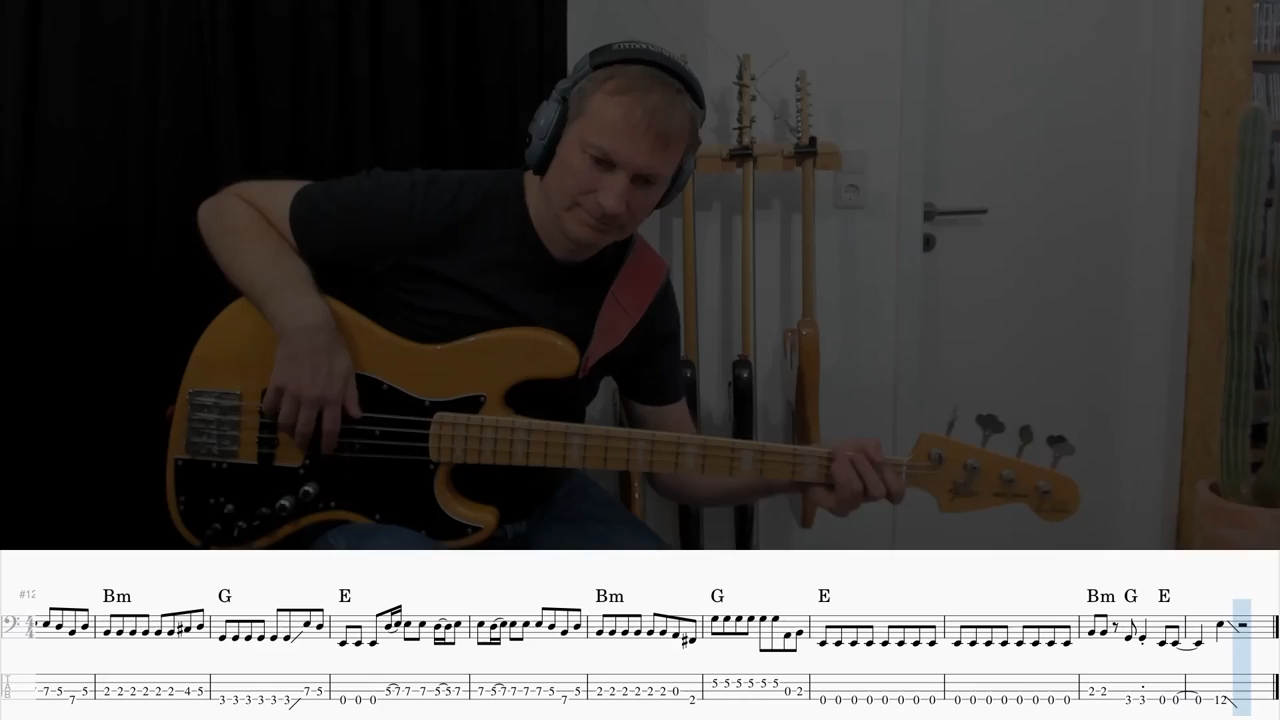 #12
Bm G E Bm G E Bm G E
4
4
T
A
B
5 5 5 5 5 5
7 5 5 2 2 2 2 2 2 4 5 7 5 5 7 7 7 5 5 7 7 5 7 7 7 7 5 5 2 2 2 2 2 2 0 0 2 2 2
7 3 3 3 3 3 3 0 0 0 7 2 0 0 0 0 0 0 0 0 0 0 0 0 0 0 0 0 3 3 0 0 0 12